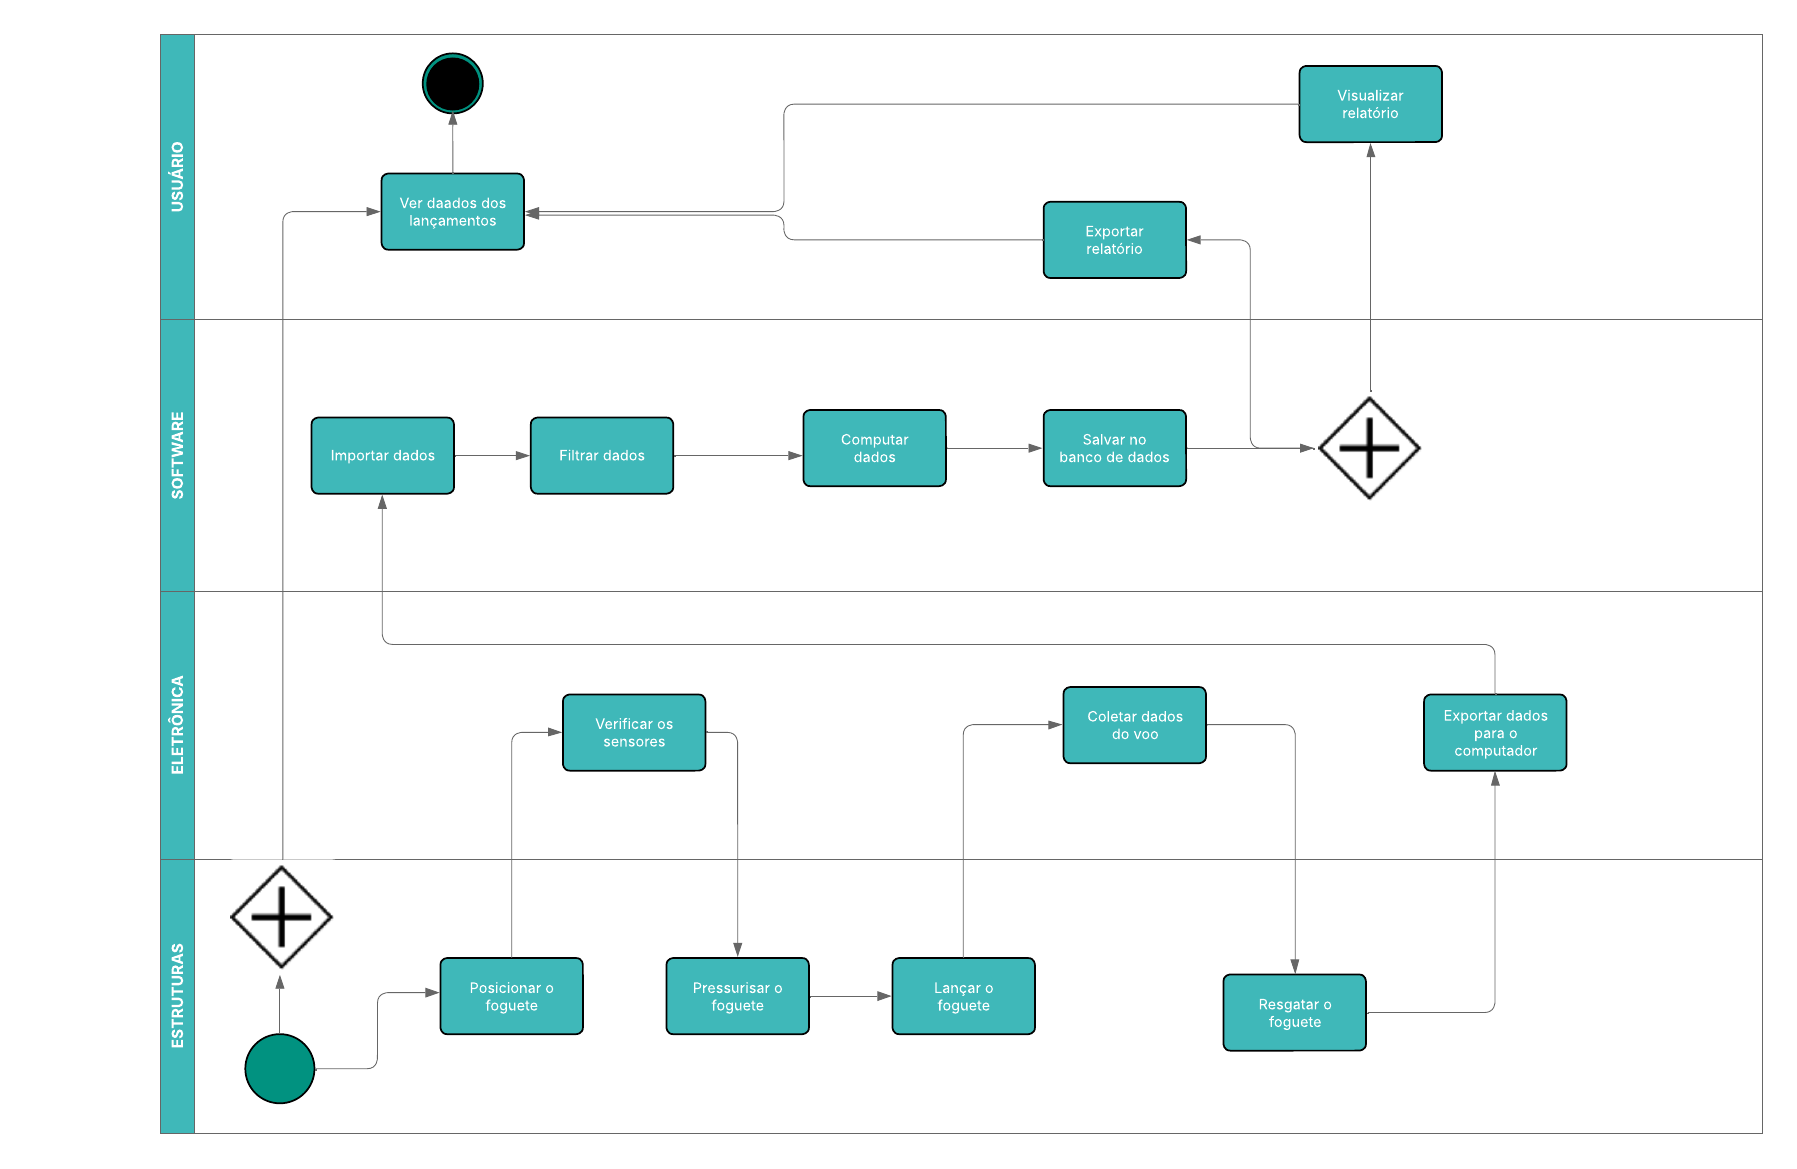 USUÁRIO
Visualizar
relatório
Ver daados dos
lançamentos
Exportar
relatório
SOFTWARE
Importar dados
Filtrar dados
Computar
dados
Salvar no
banco de dados
ELETRÔNICA
Verificar os
sensores
Coletar dados
do voo
Exportar dados
para o
computador
ESTRUTURAS
Posicionar o
foguete
Pressurisar o
foguete
Lançar o
foguete
Resgatar o
foguete